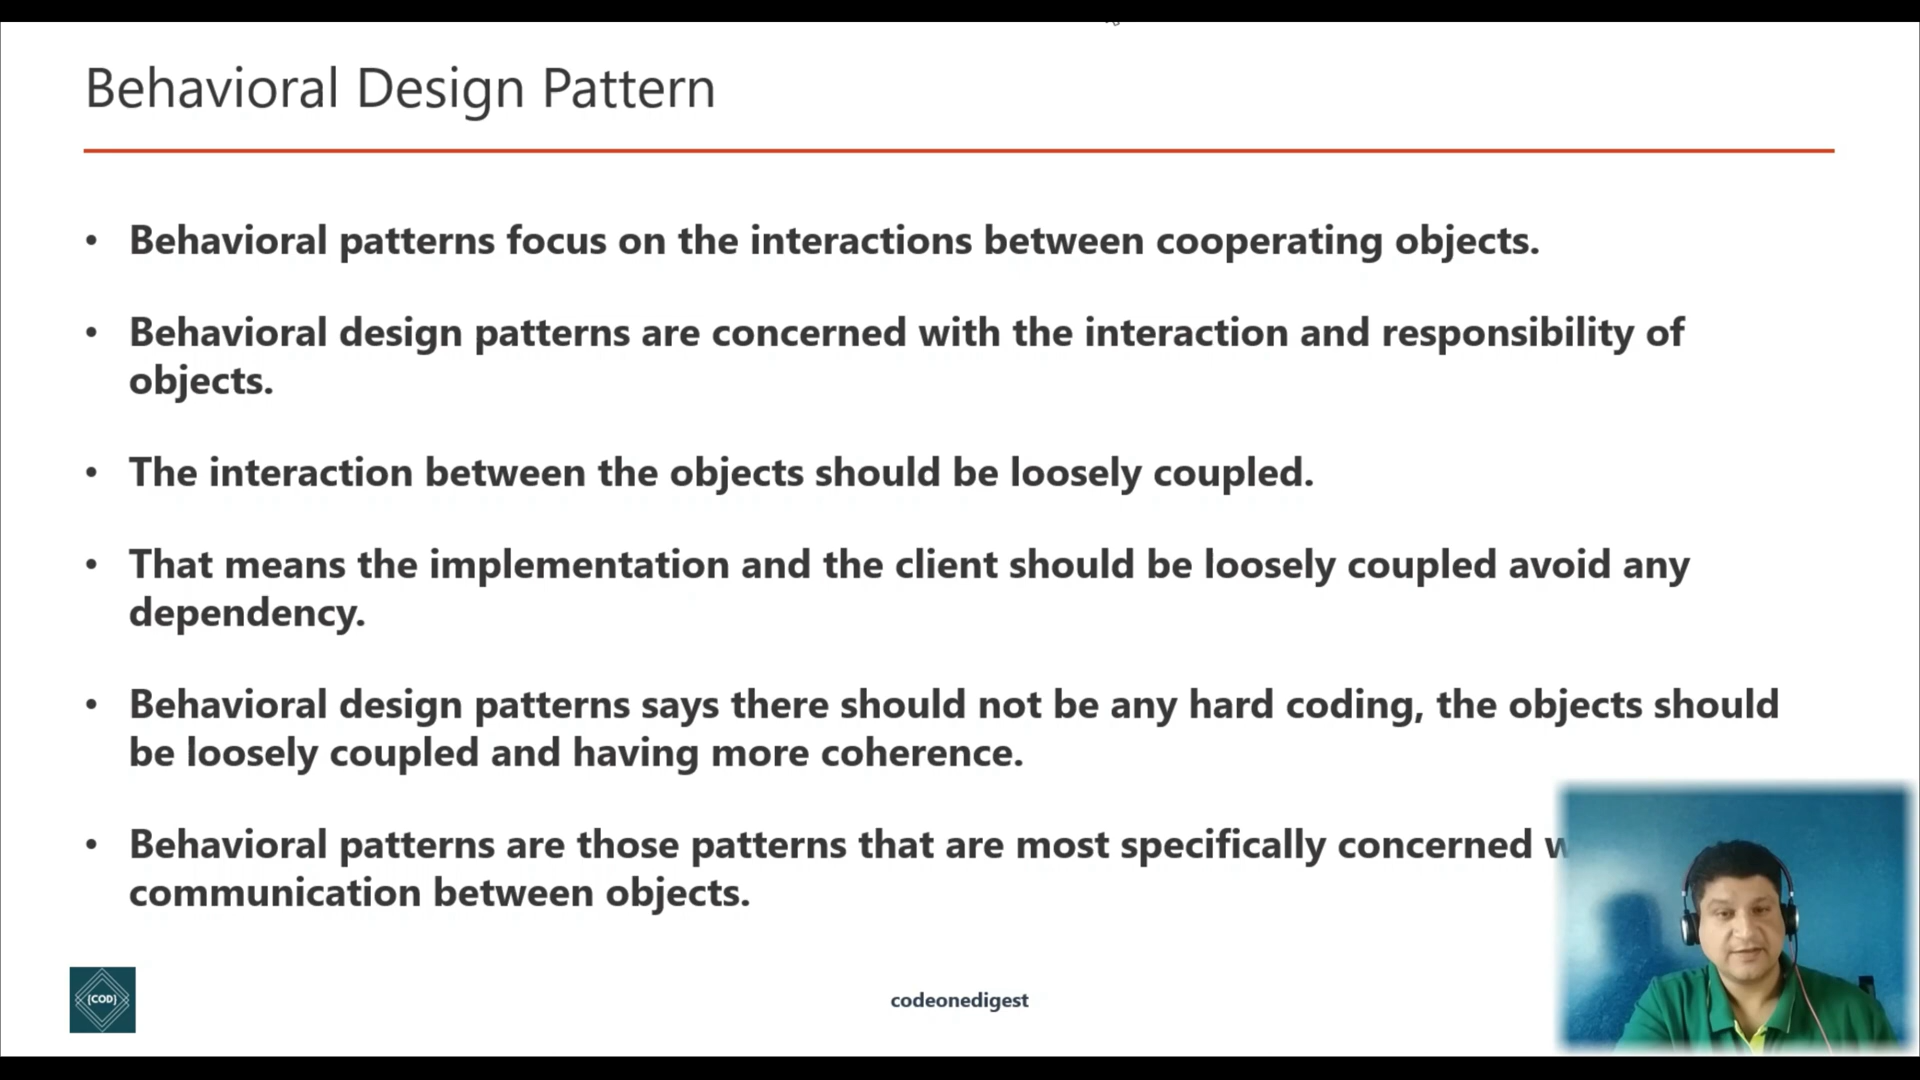 Behavioral Design Pattern
• Behavioral patterns focus on the interactions between cooperating objects.
• Behavioral design patterns are concerned with the interaction and responsibility of
objects.
• The interaction between the objects should be loosely coupled.
• That means the implementation and the client should be loosely coupled avoid any
dependency.
• Behavioral design patterns says there should not be any hard coding, the objects should
be loosely coupled and having more coherence.
• Behavioral patterns are those patterns that are most specifically concerned
communication between objects.
{COD}
codeonedigest